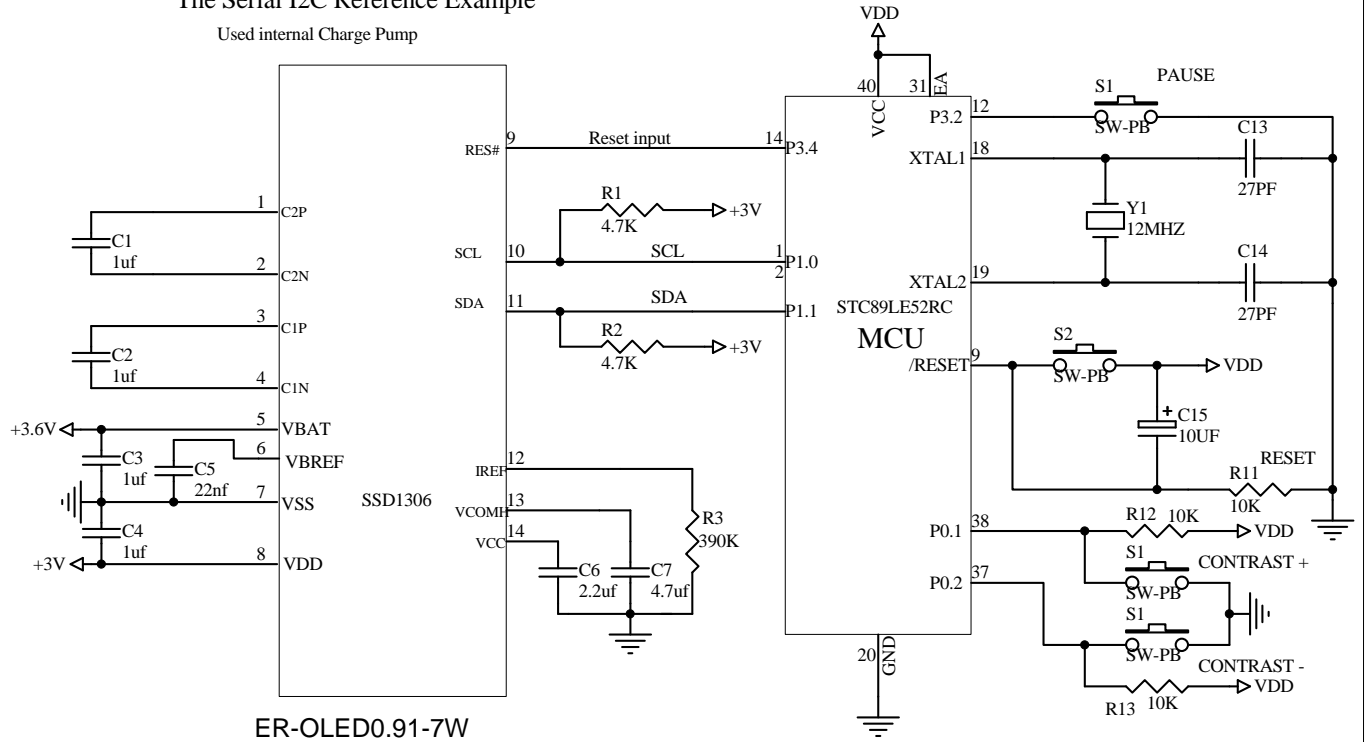 The Serial I2C Reference Example
Used internal Charge Pump
VDD
40
31
VCC
EA
S1
PAUSE
P3.2
12
SW-PB
9
RES#
Reset input
14
P3.4
XTAL1
18
C13
27PF
R1
4.7K
+3V
Y1
12MHZ
1
C2P
C1
1uf
2
C2N
SCL
10
SCL
1
2
P1.0
XTAL2
19
C14
27PF
SDA
11
SDA
P1.1
STC89LE52RC
MCU
3
C1P
C2
1uf
4
C1N
R2
4.7K
+3V
/RESET
9
S2
SW-PB
VDD
C15
+
10UF
+3.6V
5
VBAT
6
VBREF
C3
1uf
C5
22nf
7
VSS
SSD1306
C4
1uf
+3V
8
VDD
IREF
12
VCOMH
13
VCC
14
R3
390K
C6
2.2uf
C7
4.7uf
RESET
R11
10K
P0.1
38
R12
10K
VDD
S1
CONTRAST +
SW-PB
P0.2
37
S1
SW-PB
CONTRAST -
VDD
R13
10K
20
GND
ER-OLED0.91-7W